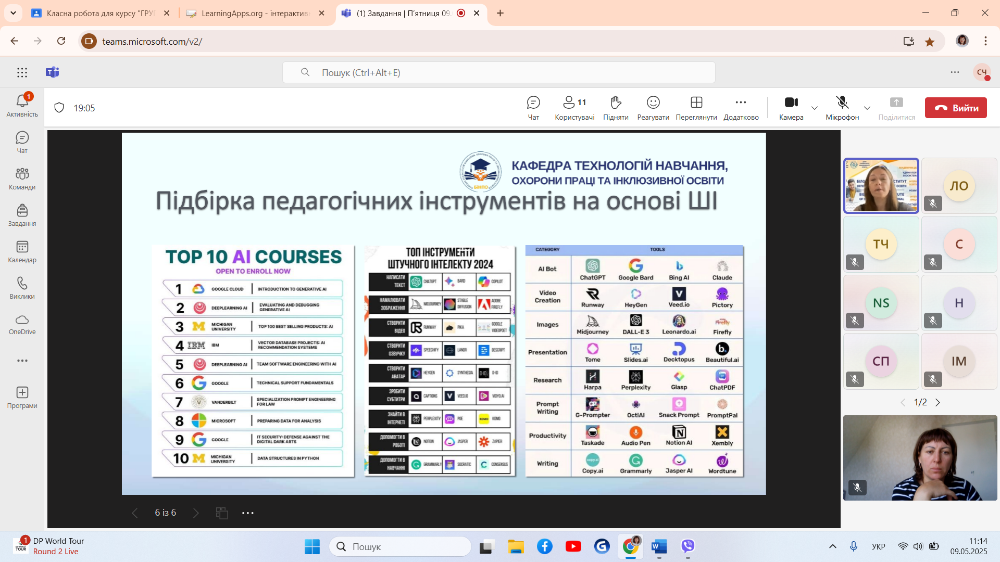 Класна робота для курсу "ГРУ
LearningApps.org - інтерактив
(1) Завдання | П'ятниця 09.
teams.microsoft.com/v2/
Пошук (Ctrl+Alt+E)
СЧ
1
Активність
Чат
Команди
Завдання
Календар
Виклики
OneDrive
Програми
19:05
Чат
11
Користувачі
Підняти
Реагувати
Переглянути
Додатково
Камера
Мікрофон
Поділитися
Вийти
БІНПО
КАФЕДРА ТЕХНОЛОГІЙ НАВЧАННЯ,
ОХОРОНИ ПРАЦІ ТА ІНКЛЮЗИВНОЇ ОСВІТИ
Підбірка педагогічних інструментів на основі ШІ
TOP 10 AI COURSES
OPEN TO ENROLL NOW
1 GOOGLE CLOUD INTRODUCTION TO GENERATIVE AI
2 DEEPLEARNING AI EVALUATING AND DEBUGGING
GENERATIVE AI
3 MICHIGAN
UNIVERSITY TOP 100 BEST SELLING PRODUCTS: AI
4 IBM IBM VECTOR DATABASE PROJECTS: AI
RECOMMENDATION SYSTEMS
5 DEEPLEARNING AI TEAM SOFTWARE ENGINEERING WITH AI
6 GOOGLE TECHNICAL SUPPORT FUNDAMENTALS
7 VANDERBILT SPECIALIZATION PROMPT ENGINEERING
FOR LAW
8 MICROSOFT PREPARING DATA FOR ANALYSIS
9 GOOGLE IT SECURITY: DEFENSE AGAINST THE
DIGITAL DARK ARTS
10 MICHIGAN
UNIVERSITY DATA STRUCTURES IN PYTHON
ТОП ІНСТРУМЕНТИ
ШТУЧНОГО ІНТЕЛЕКТУ 2024
НАПИСАТИ
ТЕКСТ CHATGPT BARD COPILOT
НАМАЛЮВАТИ
ЗОБРАЖЕННЯ MIDJOURNEY STABLE
DIFFUSION ADOBE
FIREFLY
СТВОРИТИ
ВІДЕО RUNWAY PIKA GOOGLE
VIDEOPOET
СТВОРИТИ
ОЗВУЧКУ SPEECHIFY LANDR DESCRIPT
СТВОРИТИ
АВАТАР HEYGEN SYNTHESIA D-ID
ЗРОБИТИ
СУБТИТРИ CAPTIONS VEED.IO VIDYO.AI
ЗНАЙТИ В
ІНТЕРНЕТІ PERPLEXITY POE KOMO
ДОПОМОГТИ В
РОБОТІ NOTION JASPER ZAPIER
ДОПОМОГТИ В
НАВЧАННІ GRAMMARLY SOCRATIC CONSENSUS
CATEGORY TOOLS
AI Bot ChatGPT Google Bard Bing AI Claude
Video
Creation Runway HeyGen Veed.io Pictory
Images Midjourney DALL-E 3 Leonardo.ai Firefly
Presentation Tome Slides.ai Decktopus Beautiful.ai
Research Harpa Perplexity Glasp ChatPDF
Prompt
Writing G-Prompter OctiAI Snack Prompt PromptPal
Productivity Taskade Audio Pen Notion AI Xembly
Writing Copy.ai Grammarly Jasper AI Wordtune
6 із 6
ЛО
ТЧ
С
NS
Н
СП
ІМ
1/2
1
DP World Tour
Round 2 Live
Пошук
УКР
11:14
09.05.2025